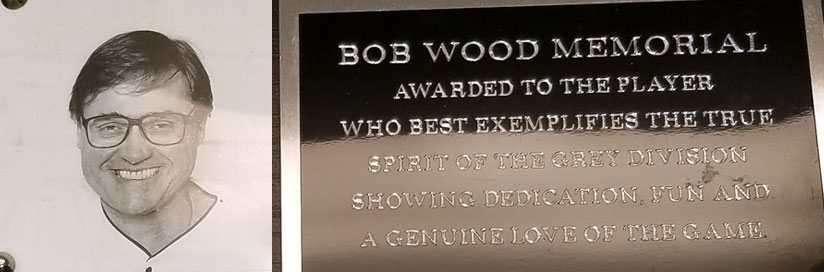 BOB WOOD MEMORIAL
AWARDED TO THE PLAYER
WHO BEST EXEMPLIFIES THE TRUE
SPIRIT OF THE GREY DIVISION
SHOWING DEDICATION, FUN AND
A GENUINE LOVE OF THE GAME.